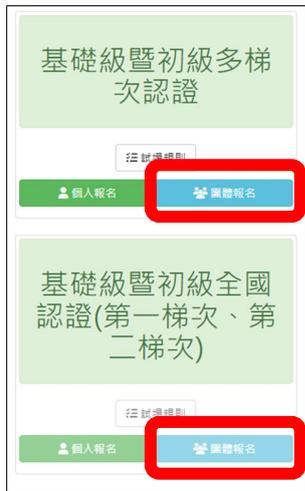 基礎級暨初級多梯
次認證
試場規則
個人報名
團體報名
基礎級暨初級全國
認證(第一梯次、第
二梯次)
試場規則
個人報名
團體報名